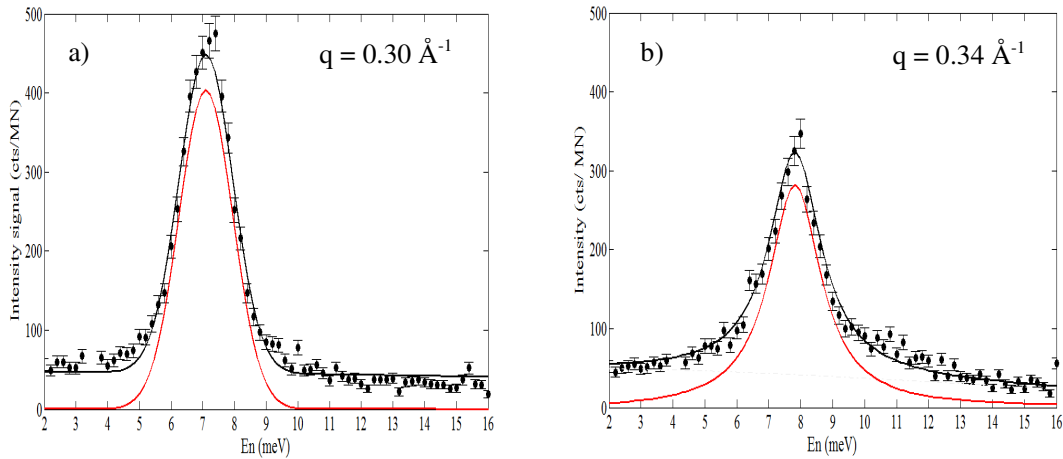 a)
q = 0.30 Å⁻¹
Intensity signal (cts/MN)
500
400
300
200
100
0
2 3 4 5 6 7 8 9 10 11 12 13 14 15 16
En (meV)
b)
q = 0.34 Å⁻¹
Intensity (cts/ MN)
500
400
300
200
100
0
2 3 4 5 6 7 8 9 10 11 12 13 14 15 16
En (meV)